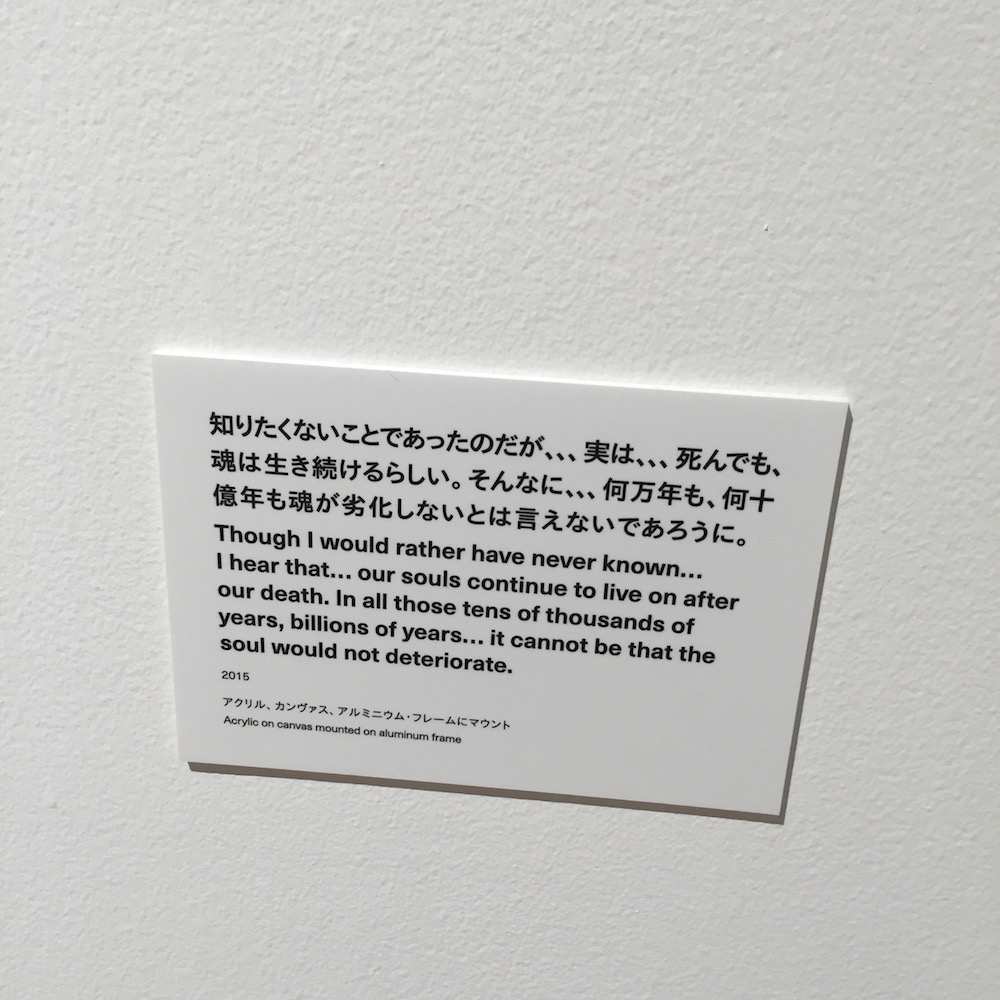 知りたくないことであったのだが、、、実は、、、死んでも、
魂は生き続けるらしい。そんなに、、、何万年も、何十
億年も魂が劣化しないとは言えないであろうに。
Though I would rather have never known...
I hear that... our souls continue to live on after
our death. In all those tens of thousands of
years, billions of years... it cannot be that the
soul would not deteriorate.
2015
アクリル、カンヴァス、アルミニウム・フレームにマウント
Acrylic on canvas mounted on aluminum frame